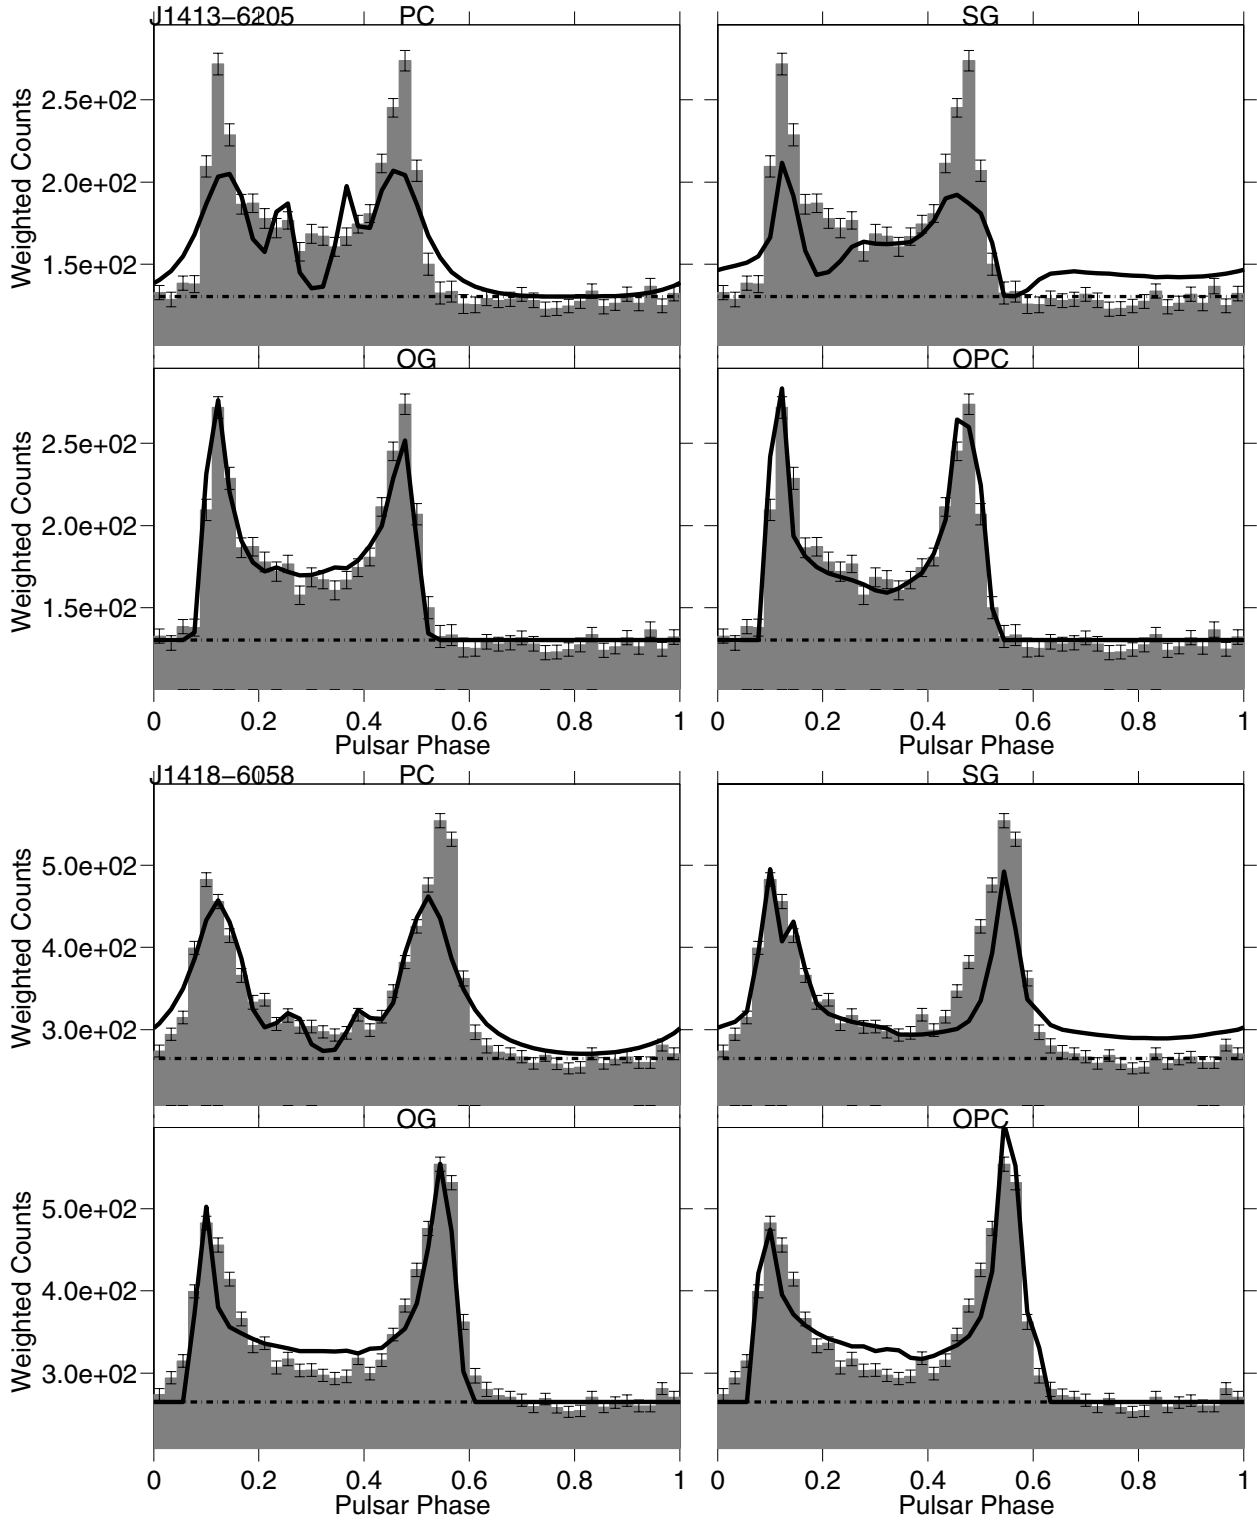 J1413−6205 PC SG
Weighted Counts
2.5e+02
2.0e+02
1.5e+02
OG OPC
Weighted Counts
2.5e+02
2.0e+02
1.5e+02
0 0.2 0.4 0.6 0.8 1 0 0.2 0.4 0.6 0.8 1
Pulsar Phase Pulsar Phase
J1418−6058 PC SG
Weighted Counts
5.0e+02
4.0e+02
3.0e+02
OG OPC
Weighted Counts
5.0e+02
4.0e+02
3.0e+02
0 0.2 0.4 0.6 0.8 1 0 0.2 0.4 0.6 0.8 1
Pulsar Phase Pulsar Phase